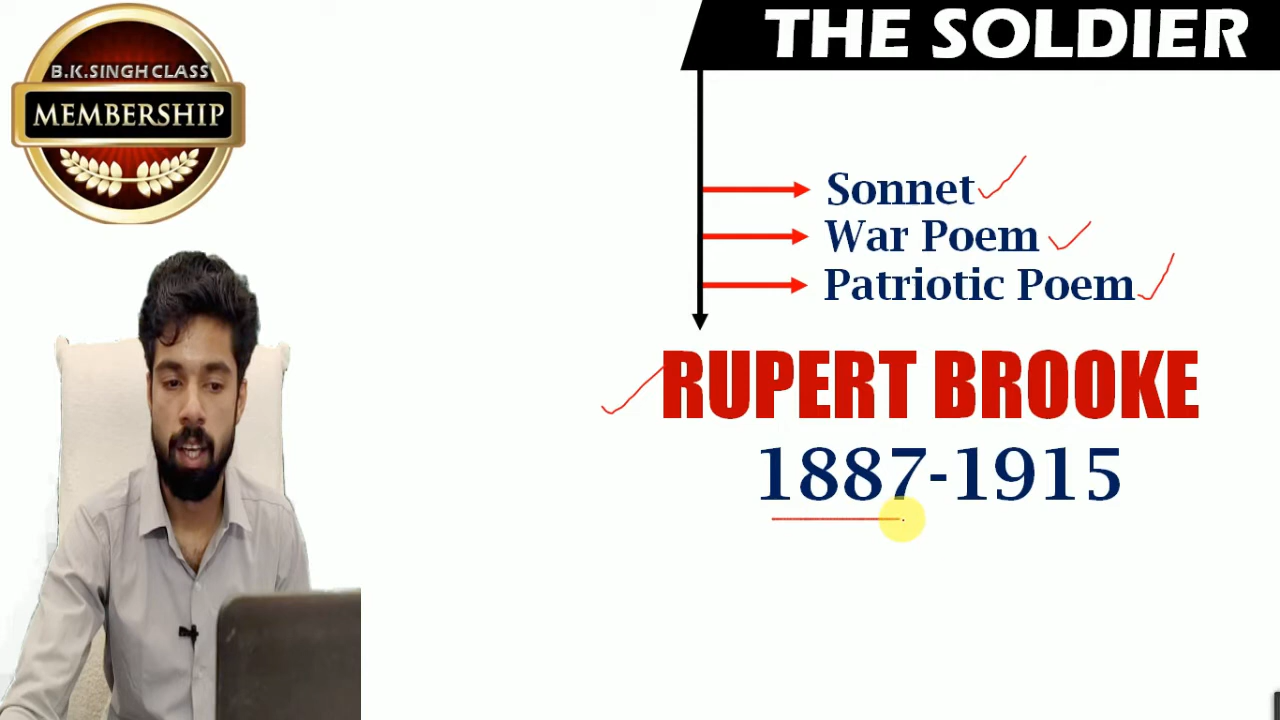 B.K.SINGH CLASS
MEMBERSHIP
THE SOLDIER
Sonnet
War Poem
Patriotic Poem
RUPERT BROOKE
1887-1915